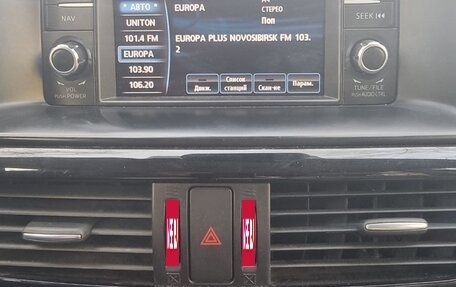 АВТО
UNITON
101.4 FM
EUROPA
103.90
106.20
EUROPA
СТЕРЕО
Поп
EUROPA PLUS NOVOSIBIRSK FM 103.
2
Движ.
Список
станций
Скан-ие
Парам.
NAV
VOL
PUSH POWER
SEEK
TUNE/FILE
PUSH AUDIO CTRL